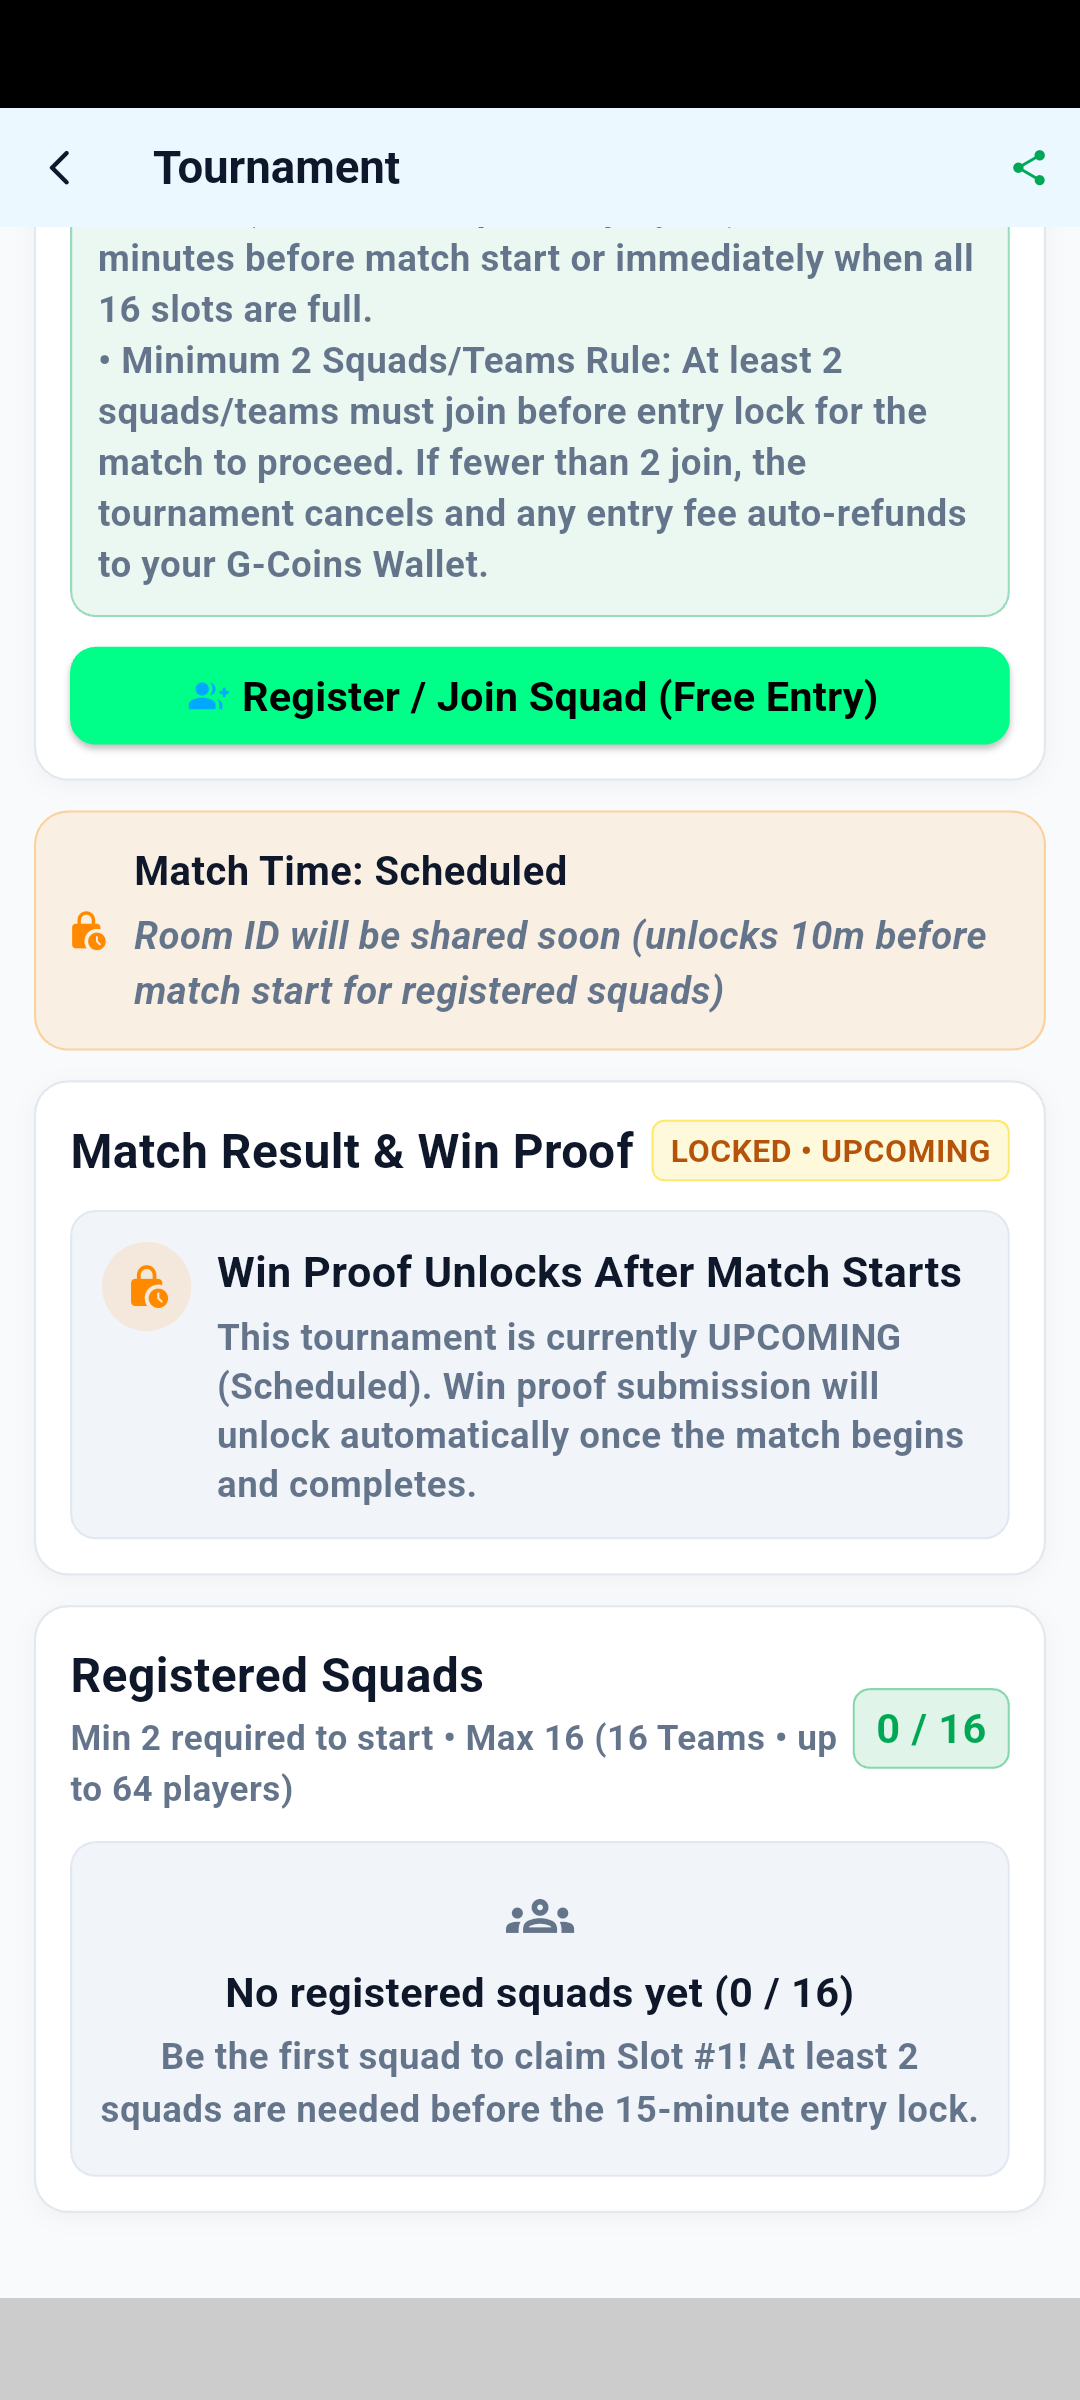 Tournament
minutes before match start or immediately when all
16 slots are full.
• Minimum 2 Squads/Teams Rule: At least 2
squads/teams must join before entry lock for the
match to proceed. If fewer than 2 join, the
tournament cancels and any entry fee auto-refunds
to your G-Coins Wallet.
Register / Join Squad (Free Entry)
Match Time: Scheduled
Room ID will be shared soon (unlocks 10m before
match start for registered squads)
Match Result & Win Proof
LOCKED • UPCOMING
Win Proof Unlocks After Match Starts
This tournament is currently UPCOMING
(Scheduled). Win proof submission will
unlock automatically once the match begins
and completes.
Registered Squads
Min 2 required to start • Max 16 (16 Teams • up
to 64 players)
0 / 16
No registered squads yet (0 / 16)
Be the first squad to claim Slot #1! At least 2
squads are needed before the 15-minute entry lock.